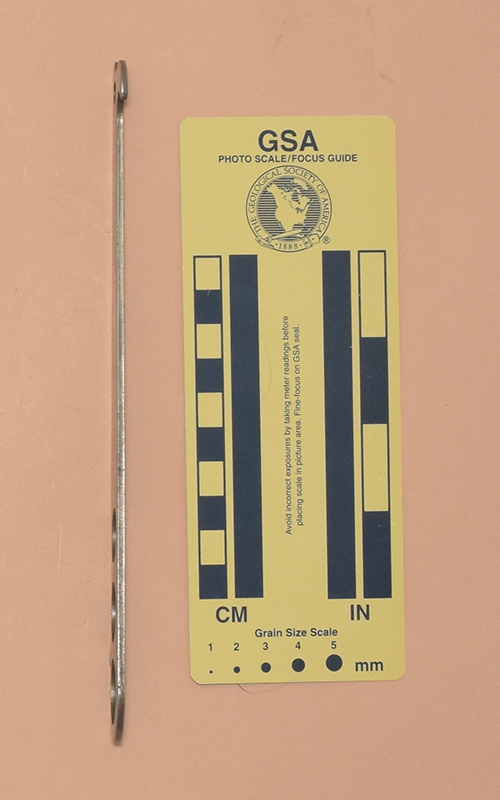 GSA
PHOTO SCALE/FOCUS GUIDE
THE GEOLOGICAL SOCIETY OF AMERICA
1888
®
Avoid incorrect exposures by taking meter readings before
placing scale in picture area. Fine-focus on GSA seal.
CM IN
Grain Size Scale
1 2 3 4 5
mm